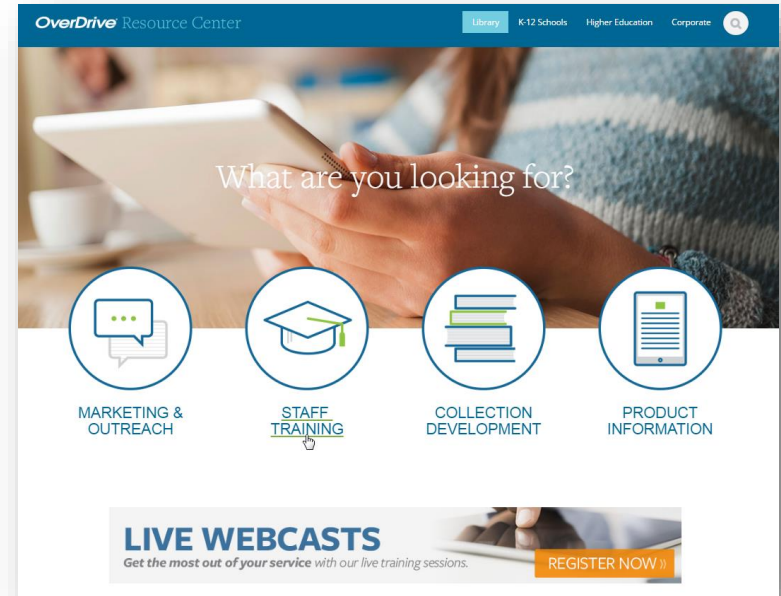 OverDrive Resource Center
Library K-12 Schools Higher Education Corporate
What are you looking for?
MARKETING &
OUTREACH
STAFF
TRAINING
COLLECTION
DEVELOPMENT
PRODUCT
INFORMATION
LIVE WEBCASTS
Get the most out of your service with our live training sessions.
REGISTER NOW »